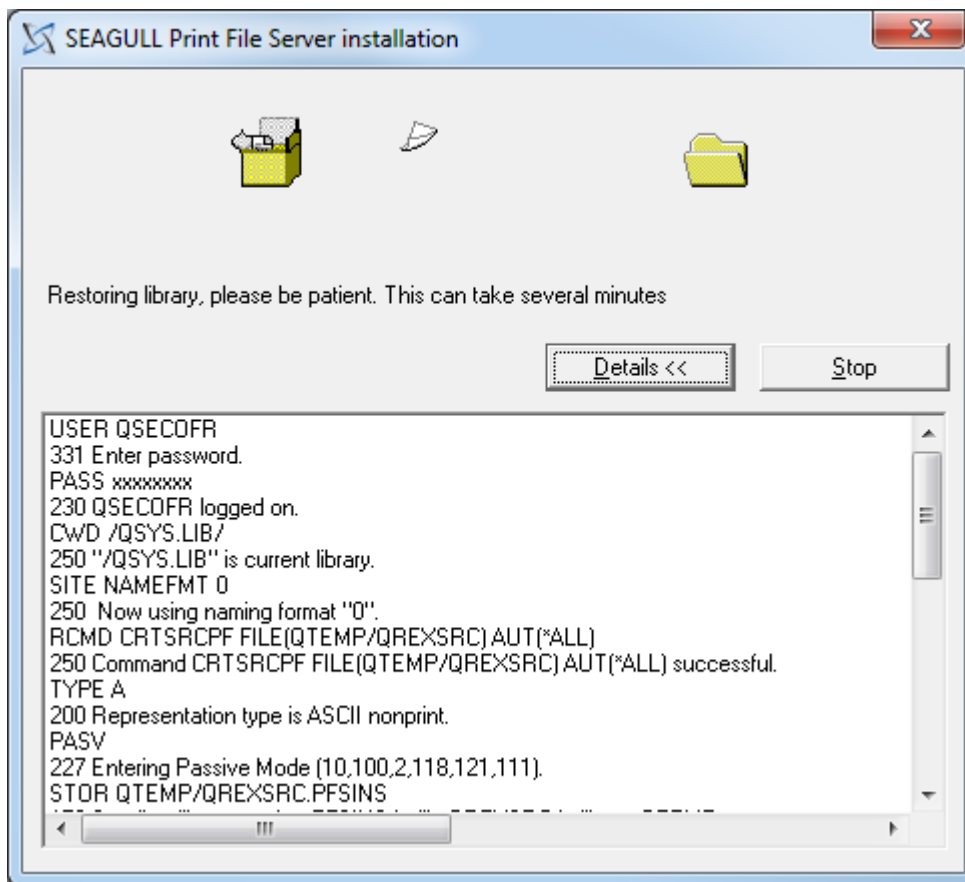 SEAGULL Print File Server installation
Restoring library, please be patient. This can take several minutes
Details <<
Stop
USER QSECOFR
331 Enter password.
PASS xxxxxxxx
230 QSECOFR logged on.
CWD /QSYS.LIB/
250 "/QSYS.LIB" is current library.
SITE NAMEFMT 0
250  Now using naming format "0".
RCMD CRTSRCPF FILE(QTEMP/QREXSRC) AUT(*ALL)
250 Command CRTSRCPF FILE(QTEMP/QREXSRC) AUT(*ALL) successful.
TYPE A
200 Representation type is ASCII nonprint.
PASV
227 Entering Passive Mode (10,100,2,118,121,111).
STOR QTEMP/QREXSRC.PFSINS